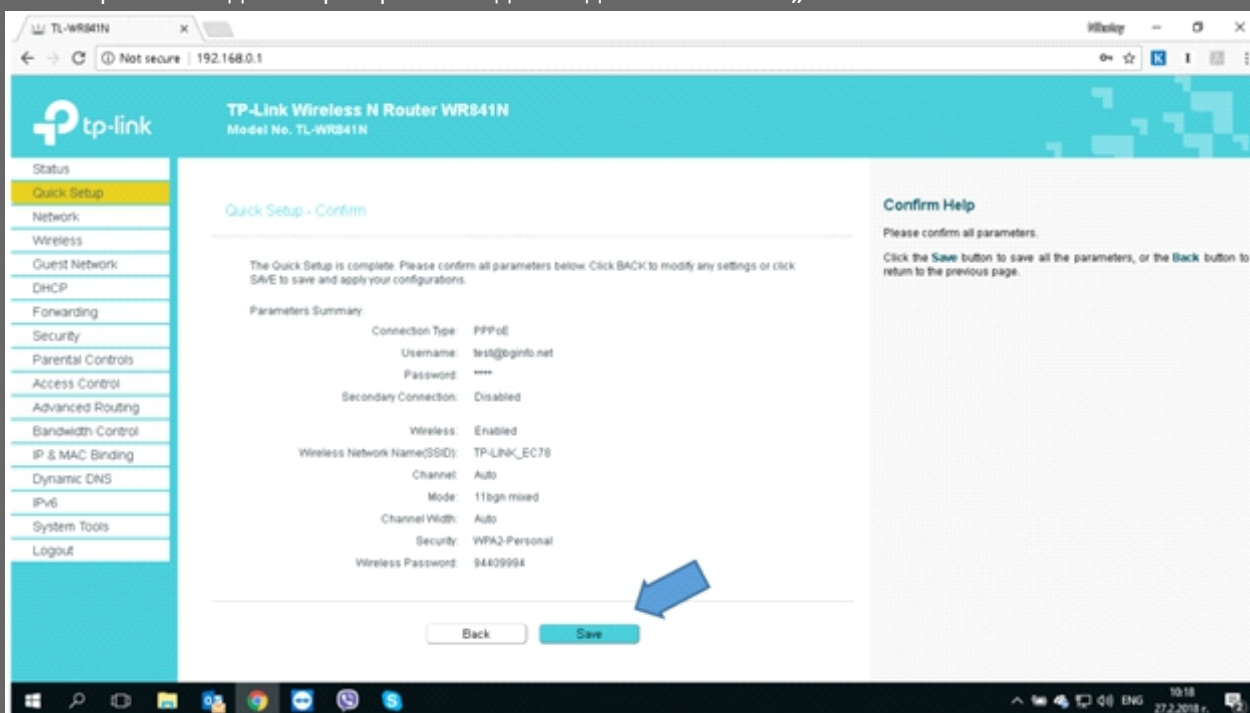 TL-WR841N
Not secure
192.168.0.1
tp-link
TP-Link Wireless N Router WR841N
Model No. TL-WR841N
Status
Quick Setup
Network
Wireless
Guest Network
DHCP
Forwarding
Security
Parental Controls
Access Control
Advanced Routing
Bandwidth Control
IP & MAC Binding
Dynamic DNS
IPv6
System Tools
Logout
Quick Setup - Confirm
The Quick Setup is complete. Please confirm all parameters below. Click BACK to modify any settings or click
SAVE to save and apply your configurations.
Parameters Summary
Connection Type: PPPoE
Username: test@bginfo.net
Password: •••••
Secondary Connection: Disabled
Wireless: Enabled
Wireless Network Name(SSID): TP-LINK_EC78
Channel: Auto
Mode: 11bgn mixed
Channel Width: Auto
Security: WPA2-Personal
Wireless Password: 94409994
Back
Save
Confirm Help
Please confirm all parameters.
Click the Save button to save all the parameters, or the Back button to
return to the previous page.
ENG
10:18
27.2.2018 г.